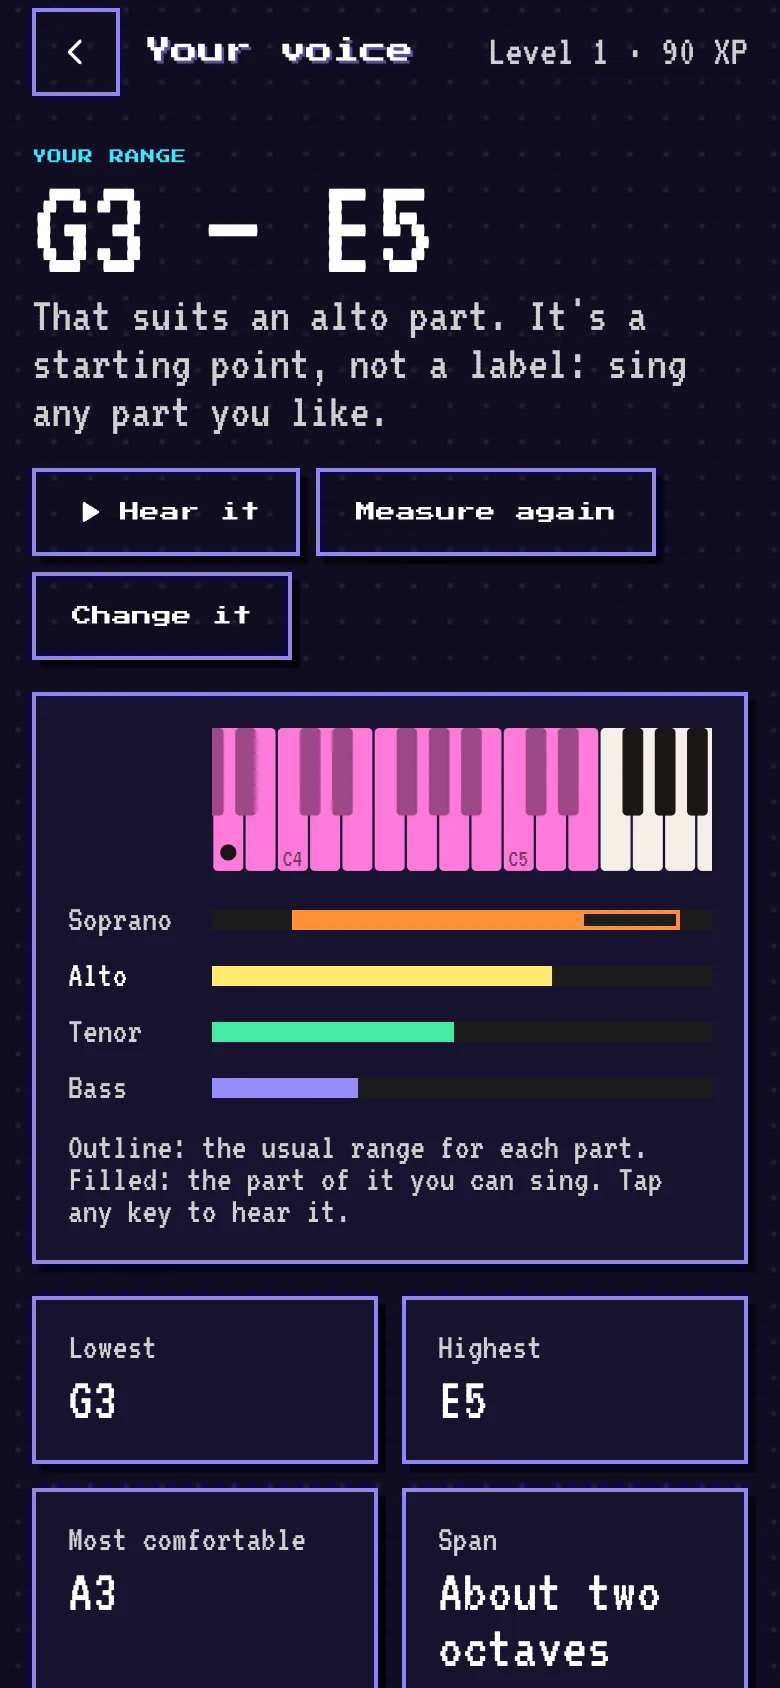 Your voice
Level 1 · 90 XP
YOUR RANGE
G3 – E5
That suits an alto part. It's a
starting point, not a label: sing
any part you like.
Hear it
Measure again
Change it
C4
C5
Soprano
Alto
Tenor
Bass
Outline: the usual range for each part.
Filled: the part of it you can sing. Tap
any key to hear it.
Lowest
G3
Highest
E5
Most comfortable
A3
Span
About two
octaves